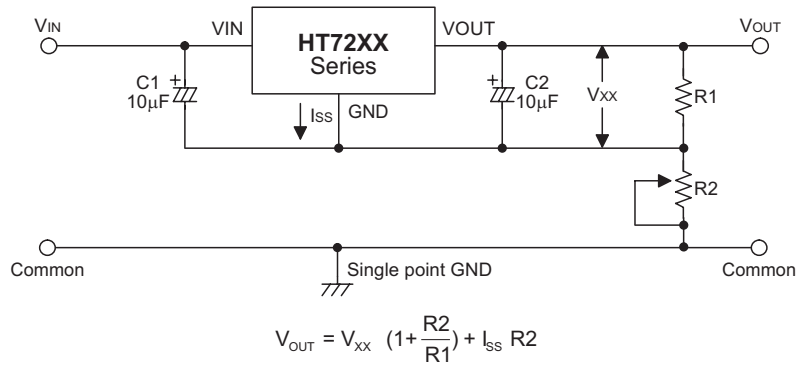 VIN
VIN
HT72XX
Series
VOUT
VOUT
C1
10μF
+
ISS
GND
+
C2
10μF
VXX
R1
R2
Common
Single point GND
Common
VOUT = VXX (1+R2/R1) + ISS R2